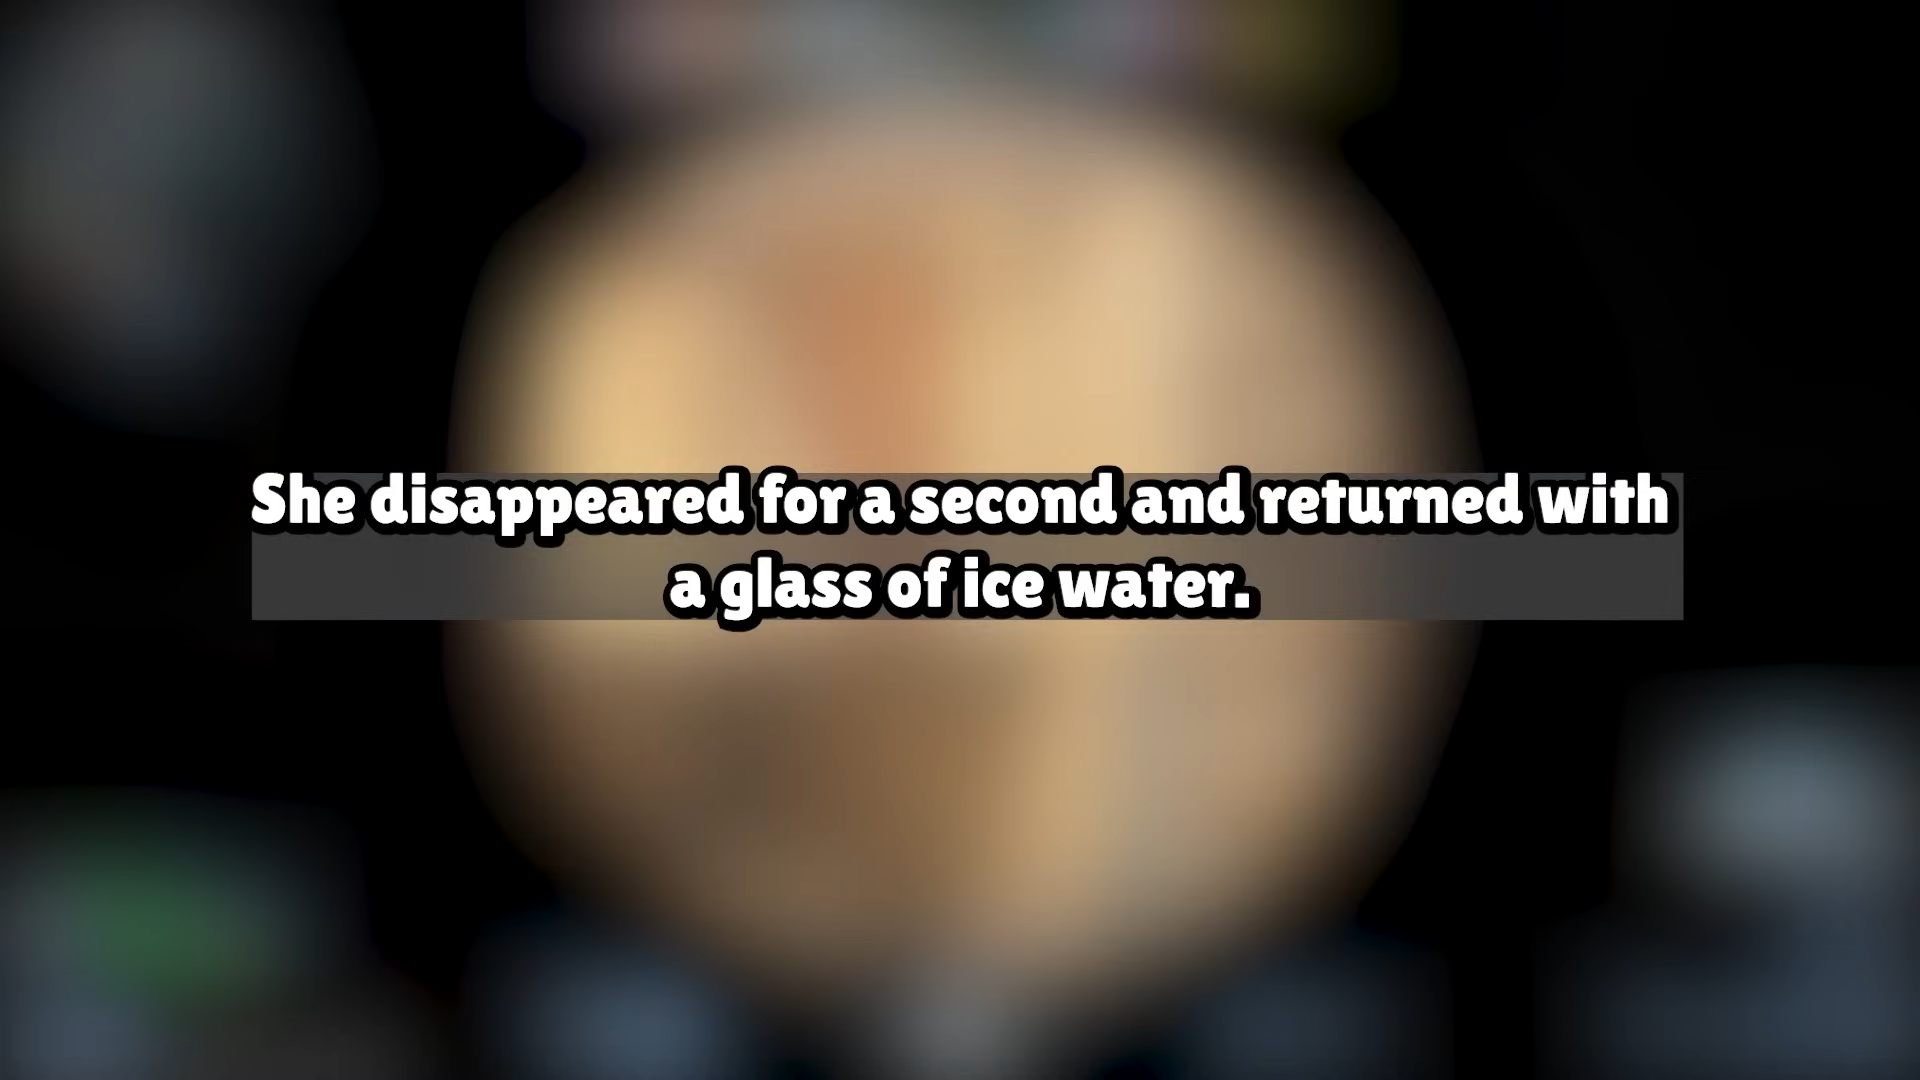 She disappeared for a second and returned with
a glass of ice water.